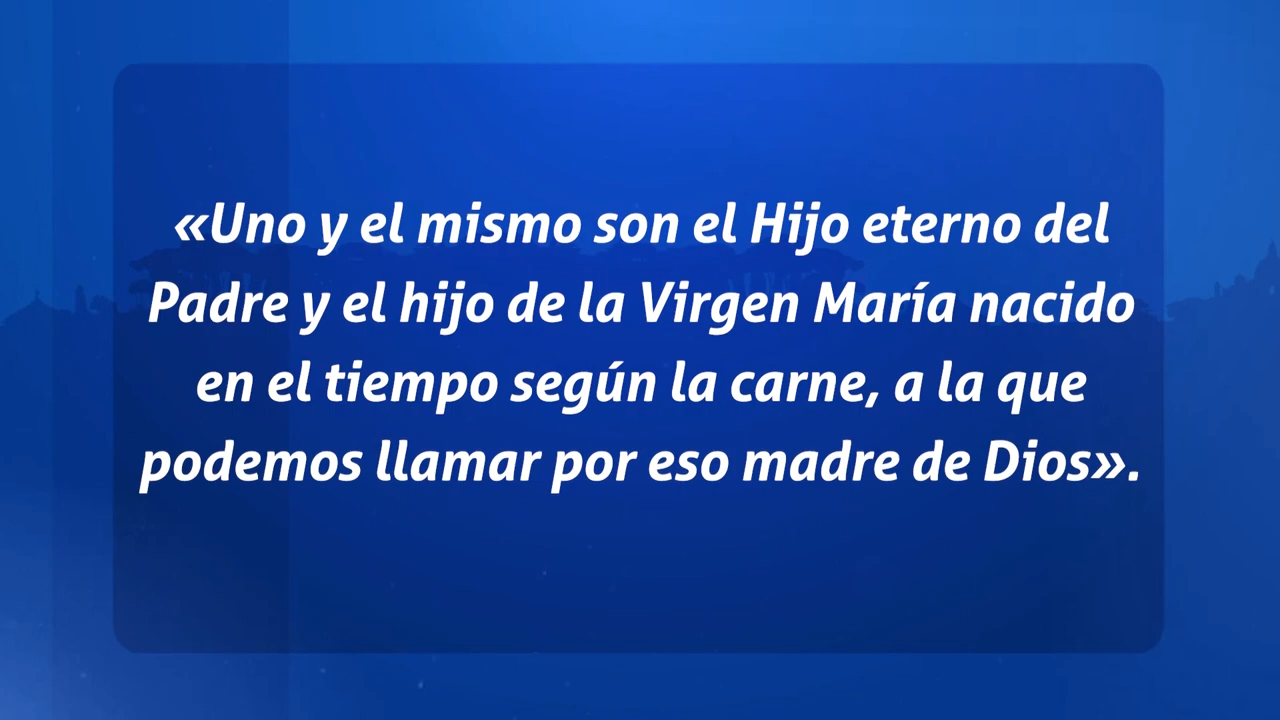 «Uno y el mismo son el Hijo eterno del
Padre y el hijo de la Virgen María nacido
en el tiempo según la carne, a la que
podemos llamar por eso madre de Dios».